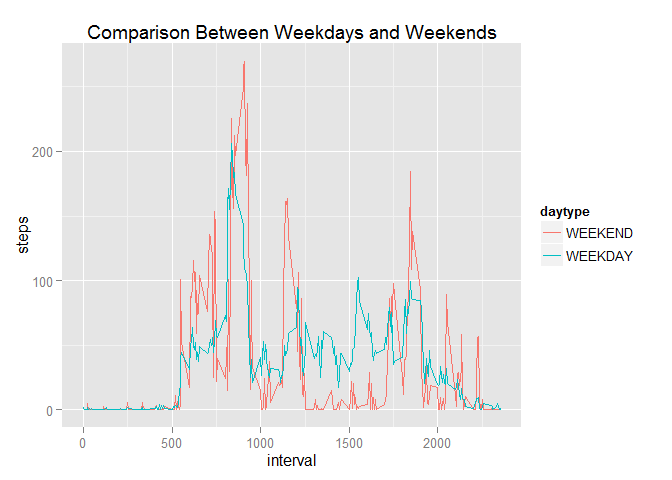 Comparison Between Weekdays and Weekends
steps
200
100
0
0 500 1000 1500 2000
interval
daytype
WEEKEND
WEEKDAY